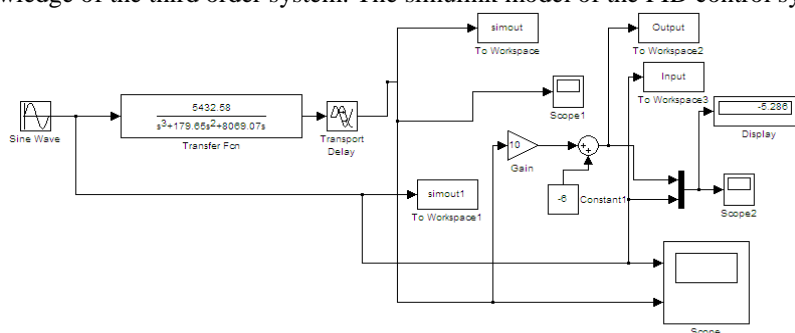 wledge of the third order system. The simulink model of the PID control sy
simout
To Workspace
Output
To Workspace2
Input
To Workspace3
-5.286
Display
Sine Wave
5432.58
s³+179.65s²+8069.07s
Transfer Fcn
Transport
Delay
Scope1
10
Gain
-6
Constant1
Scope2
simout1
To Workspace1
Scope